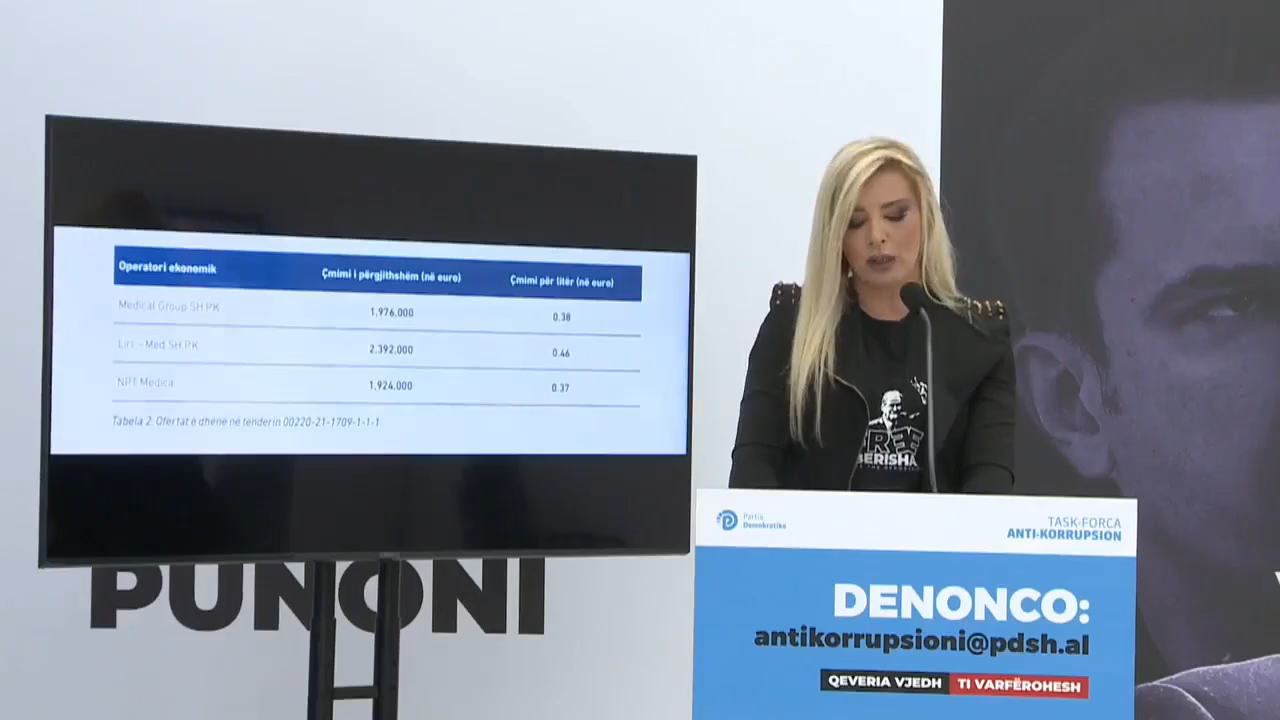 Operatori ekonomik Çmimi i përgjithshëm (në euro) Çmimi për litër (në euro)
Medical Group SH.PK 1,976,000 0.38
Liri - Med SH.PK 2,392,000 0.46
NPT Medica 1,924,000 0.37
Tabela 2. Ofertat e dhënë në tenderin 00220-21-1709-1-1-1
PUNONI
FREE
BERISHA
Partia
Demokratike
TASK-FORCA
ANTI-KORRUPSION
DENONCO:
antikorrupsioni@pdsh.al
QEVERIA VJEDH TI VARFËROHESH